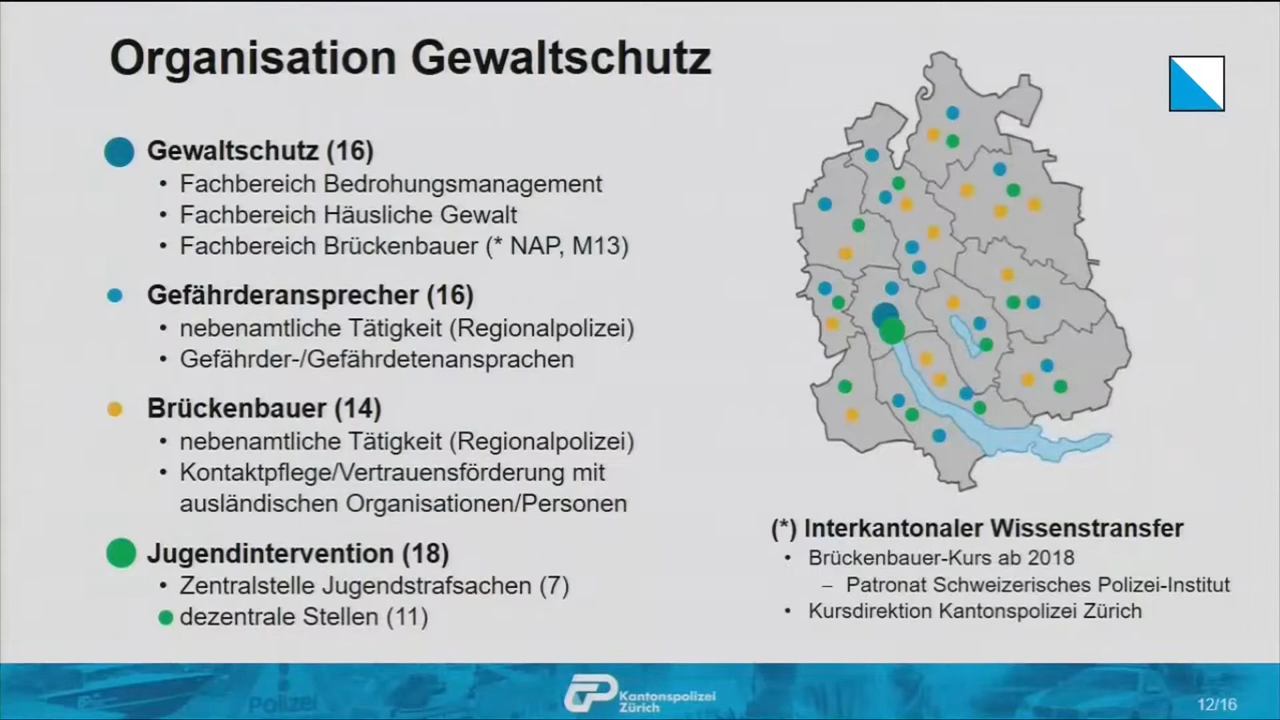 Organisation Gewaltschutz
Gewaltschutz (16)
• Fachbereich Bedrohungsmanagement
• Fachbereich Häusliche Gewalt
• Fachbereich Brückenbauer (* NAP, M13)
Gefährderansprecher (16)
• nebenamtliche Tätigkeit (Regionalpolizei)
• Gefährder-/Gefährdetenansprachen
Brückenbauer (14)
• nebenamtliche Tätigkeit (Regionalpolizei)
• Kontaktpflege/Vertrauensförderung mit
ausländischen Organisationen/Personen
Jugendintervention (18)
• Zentralstelle Jugendstrafsachen (7)
dezentrale Stellen (11)
(*) Interkantonaler Wissenstransfer
• Brückenbauer-Kurs ab 2018
– Patronat Schweizerisches Polizei-Institut
• Kursdirektion Kantonspolizei Zürich
Polizei
Kantonspolizei
Zürich
12/16